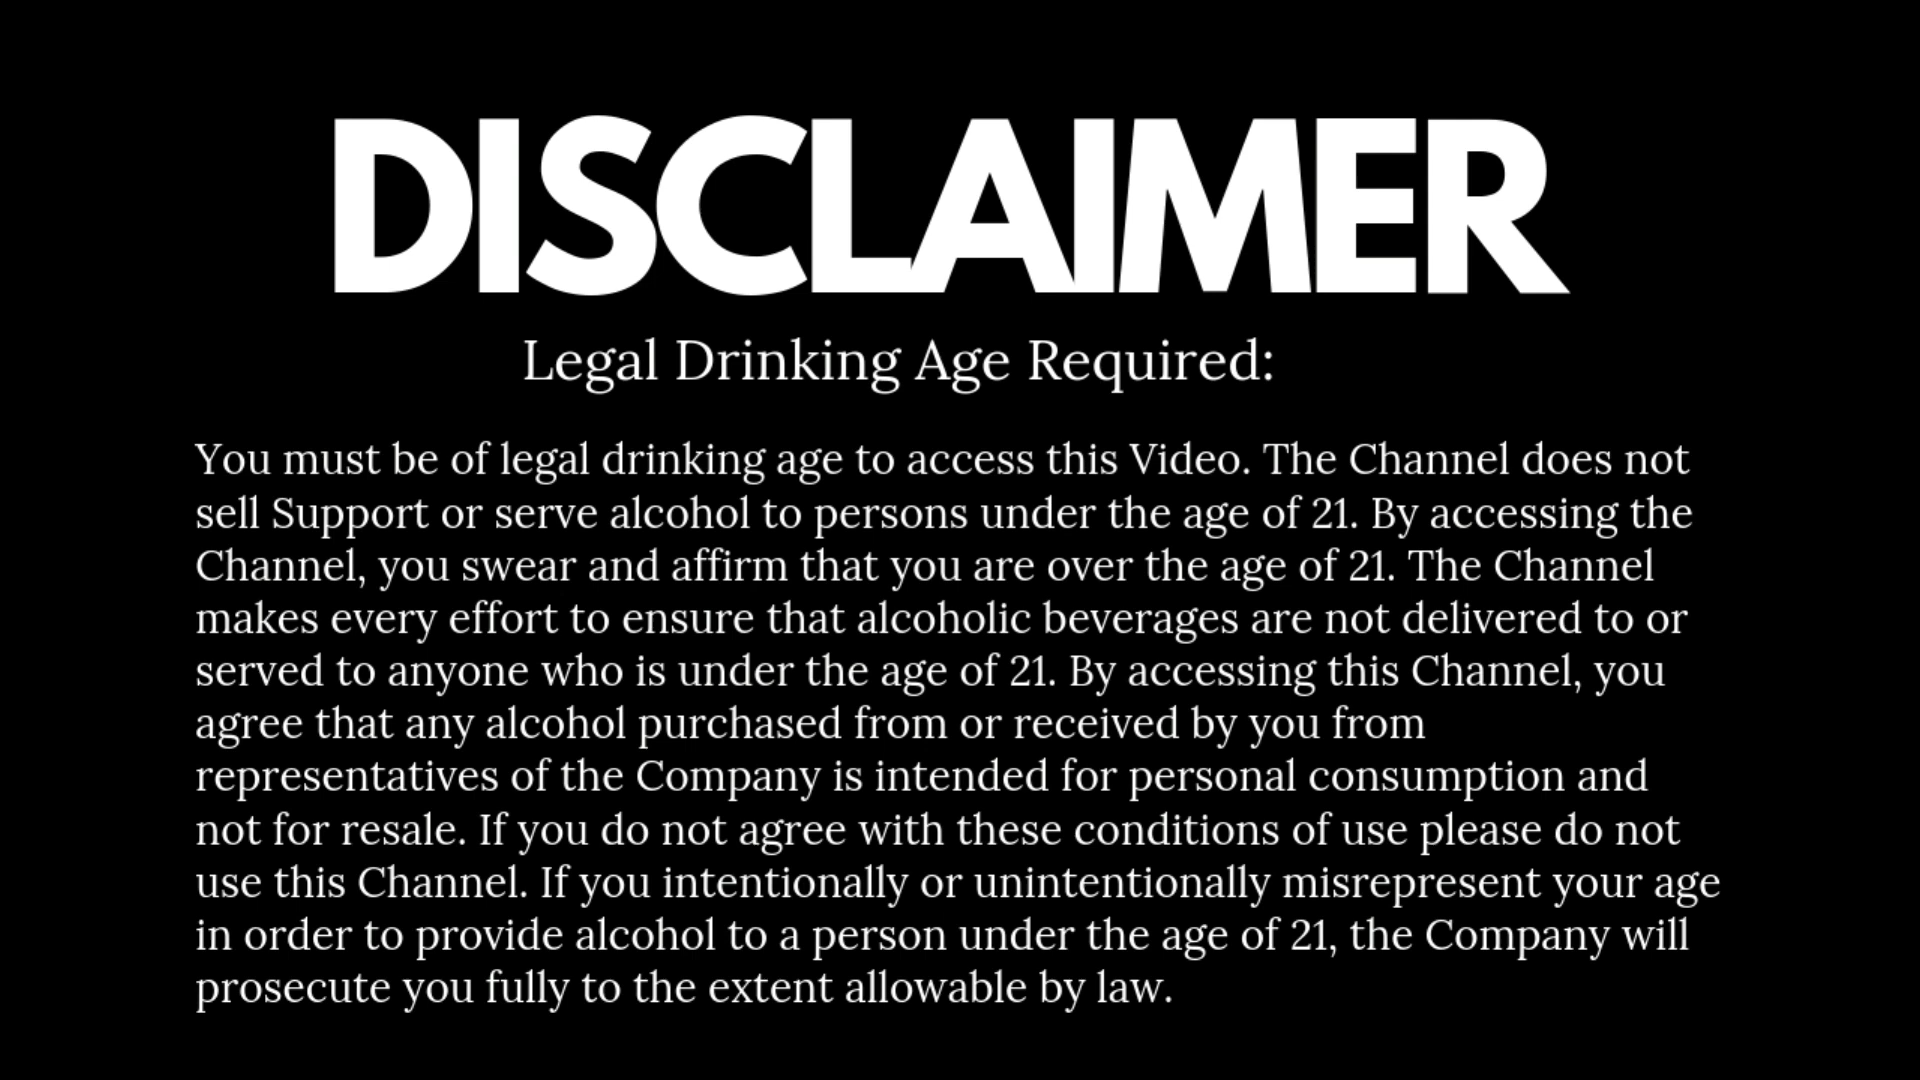 DISCLAIMER
Legal Drinking Age Required:
You must be of legal drinking age to access this Video. The Channel does not
sell Support or serve alcohol to persons under the age of 21. By accessing the
Channel, you swear and affirm that you are over the age of 21. The Channel
makes every effort to ensure that alcoholic beverages are not delivered to or
served to anyone who is under the age of 21. By accessing this Channel, you
agree that any alcohol purchased from or received by you from
representatives of the Company is intended for personal consumption and
not for resale. If you do not agree with these conditions of use please do not
use this Channel. If you intentionally or unintentionally misrepresent your age
in order to provide alcohol to a person under the age of 21, the Company will
prosecute you fully to the extent allowable by law.